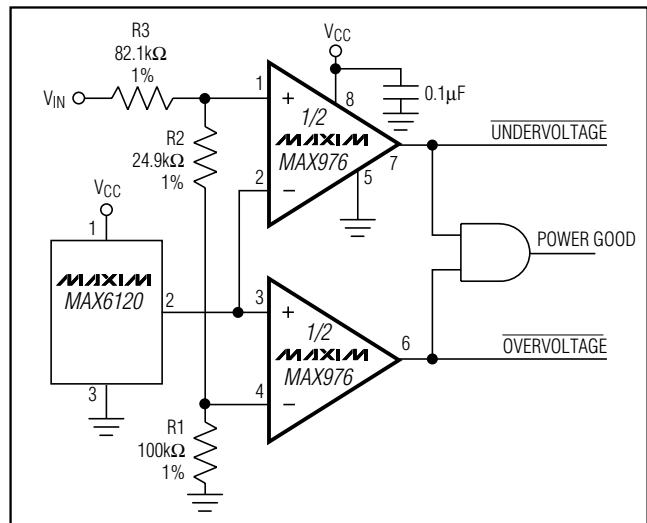 R3
82.1kΩ
1%
VIN
R2
24.9kΩ
1%
VCC
1
MAXIM
MAX6120
2
3
R1
100kΩ
1%
VCC
8
0.1µF
1
+
1/2
MAXIM
MAX976
2
−
5
7
UNDERVOLTAGE
POWER GOOD
3
+
1/2
MAXIM
MAX976
4
−
6
OVERVOLTAGE